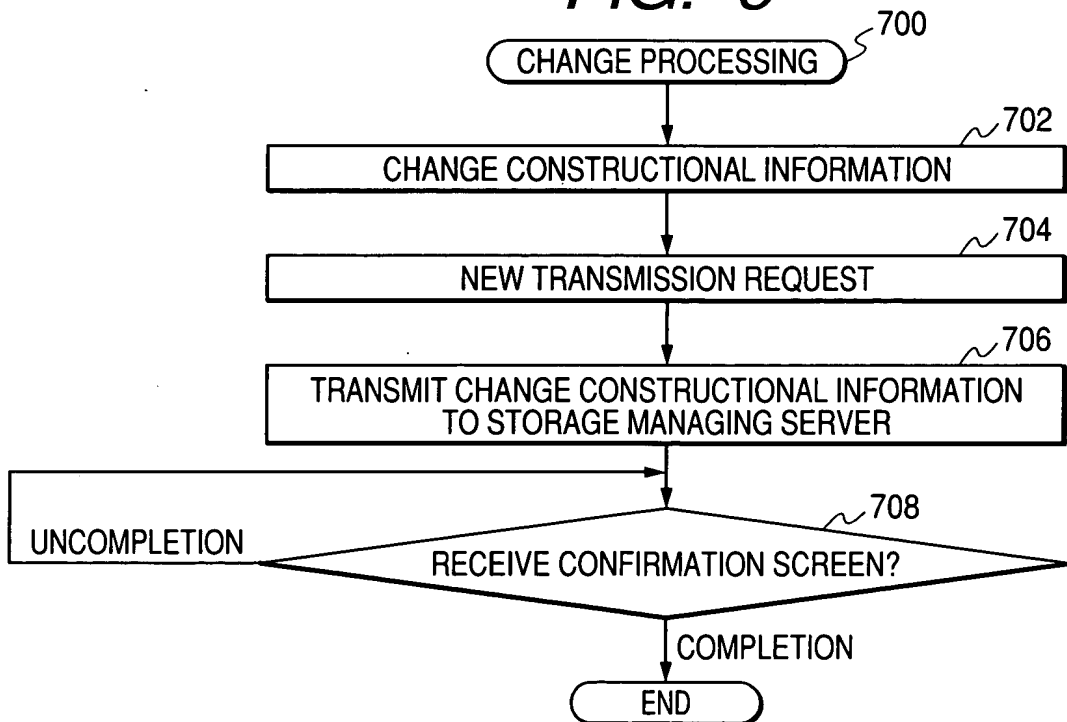 FIG.
700
CHANGE PROCESSING
702
CHANGE CONSTRUCTIONAL INFORMATION
704
NEW TRANSMISSION REQUEST
706
TRANSMIT CHANGE CONSTRUCTIONAL INFORMATION
TO STORAGE MANAGING SERVER
708
UNCOMPLETION
RECEIVE CONFIRMATION SCREEN?
COMPLETION
END